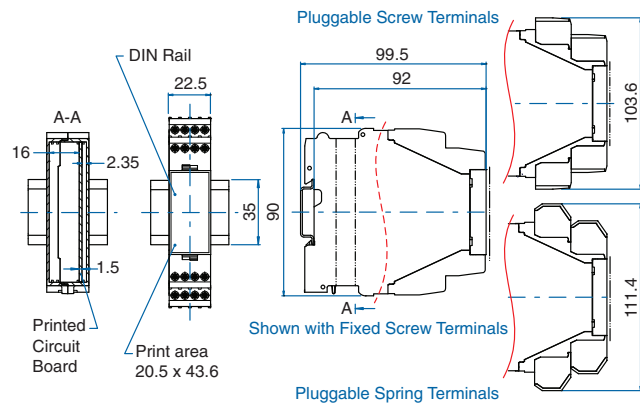 Pluggable Screw Terminals
DIN Rail
99.5
22.5
92
A-A
A
16
2.35
103.6
35
90
1.5
A
Printed
Circuit
Board
Print area
20.5 x 43.6
Shown with Fixed Screw Terminals
111.4
Pluggable Spring Terminals